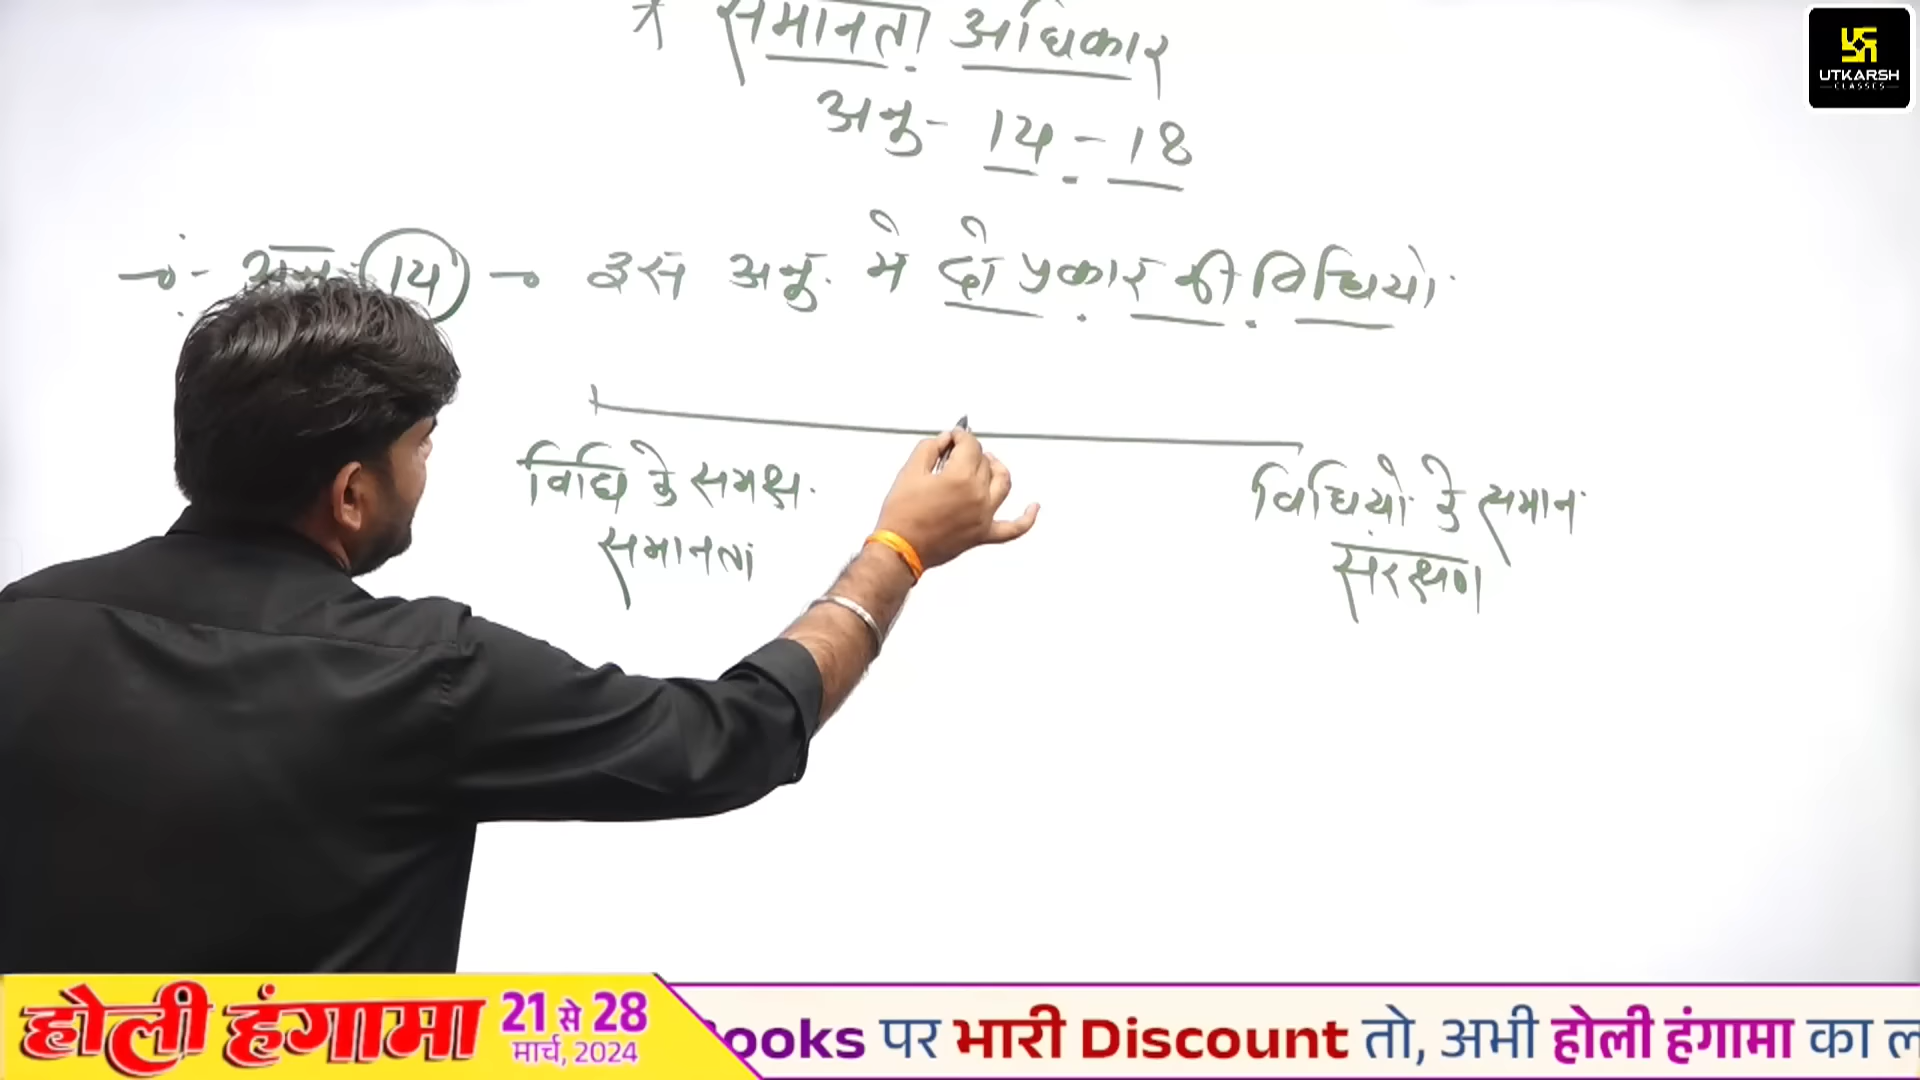 * समानता अधिकार
अनु- 14-18
→ :- अनु-14 → इस अनु. में दो प्रकार की विधियों
विधि के समक्ष
समानता
विधियों के समान
संरक्षण
UTKARSH
CLASSES
होली हंगामा 21 से 28
मार्च, 2024
ooks पर भारी Discount तो, अभी होली हंगामा का ल